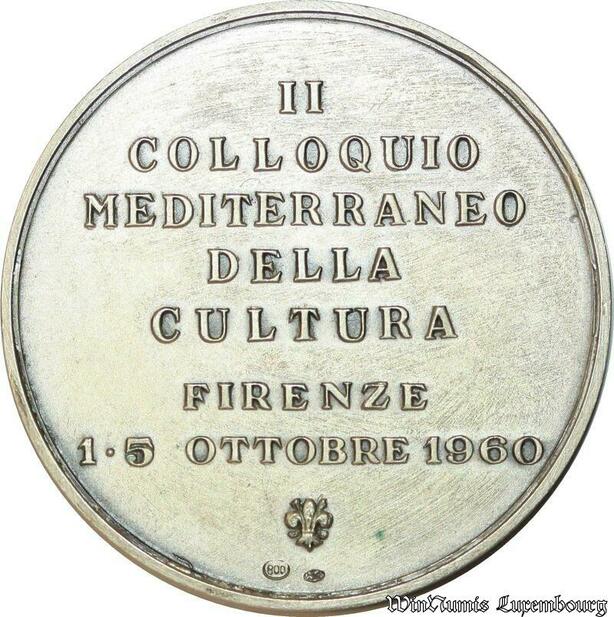 II
COLLOQUIO
MEDITERRANEO
DELLA
CULTURA
FIRENZE
1·5 OTTOBRE 1960
800
WinNumis Luxembourg